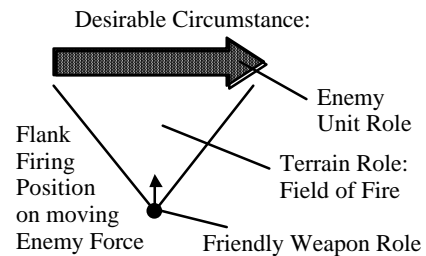 Desirable Circumstance:
Enemy
Unit Role
Flank
Firing
Position
on moving
Enemy Force
Terrain Role:
Field of Fire
Friendly Weapon Role